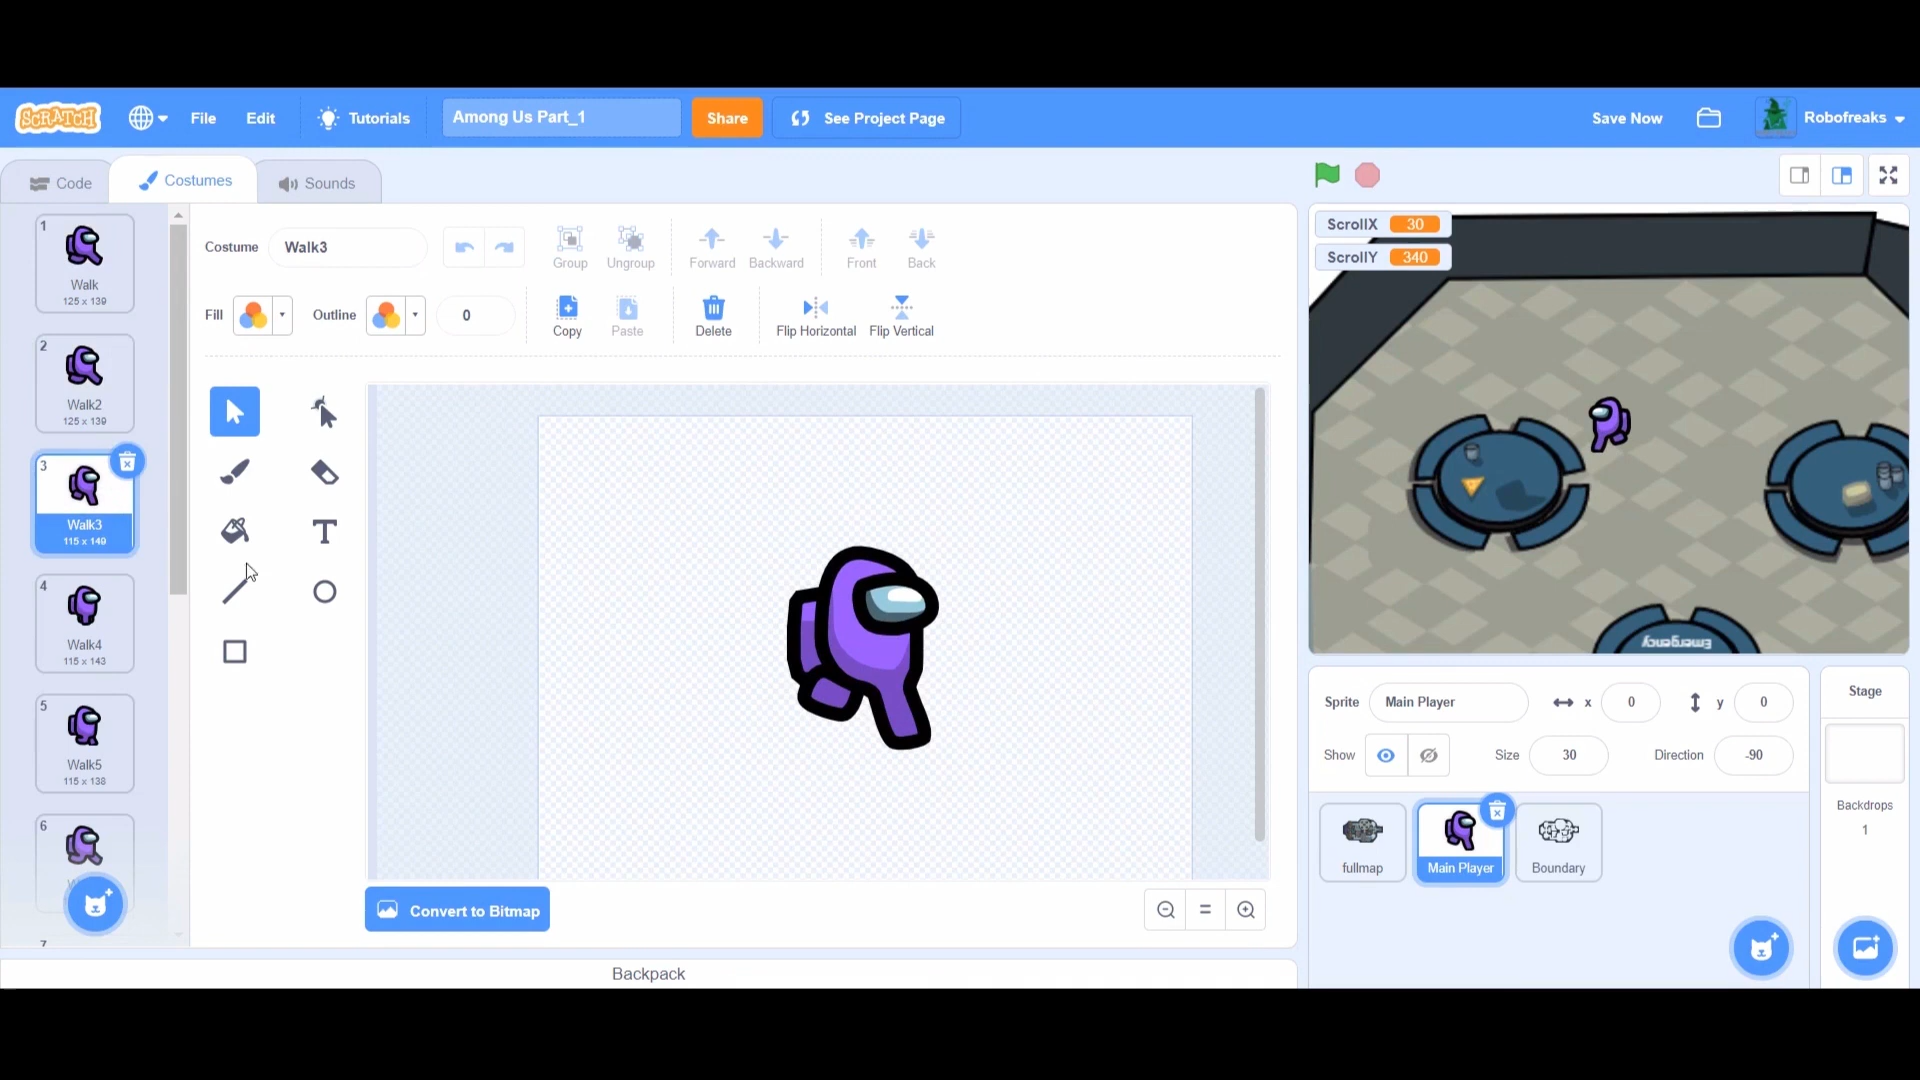 SCRATCH
File
Edit
Tutorials
Among Us Part_1
Share
See Project Page
Save Now
Robofreaks
Code
Costumes
Sounds
1
Walk
125 x 139
2
Walk2
125 x 139
3
Walk3
115 x 149
4
Walk4
115 x 143
5
Walk5
115 x 138
6
7
Costume
Walk3
Group
Ungroup
Forward
Backward
Front
Back
Fill
Outline
0
Copy
Paste
Delete
Flip Horizontal
Flip Vertical
T
Convert to Bitmap
Backpack
ScrollX 30
ScrollY 340
Emergency
Sprite
Main Player
x
0
y
0
Show
Size
30
Direction
-90
fullmap
Main Player
Boundary
Stage
Backdrops
1